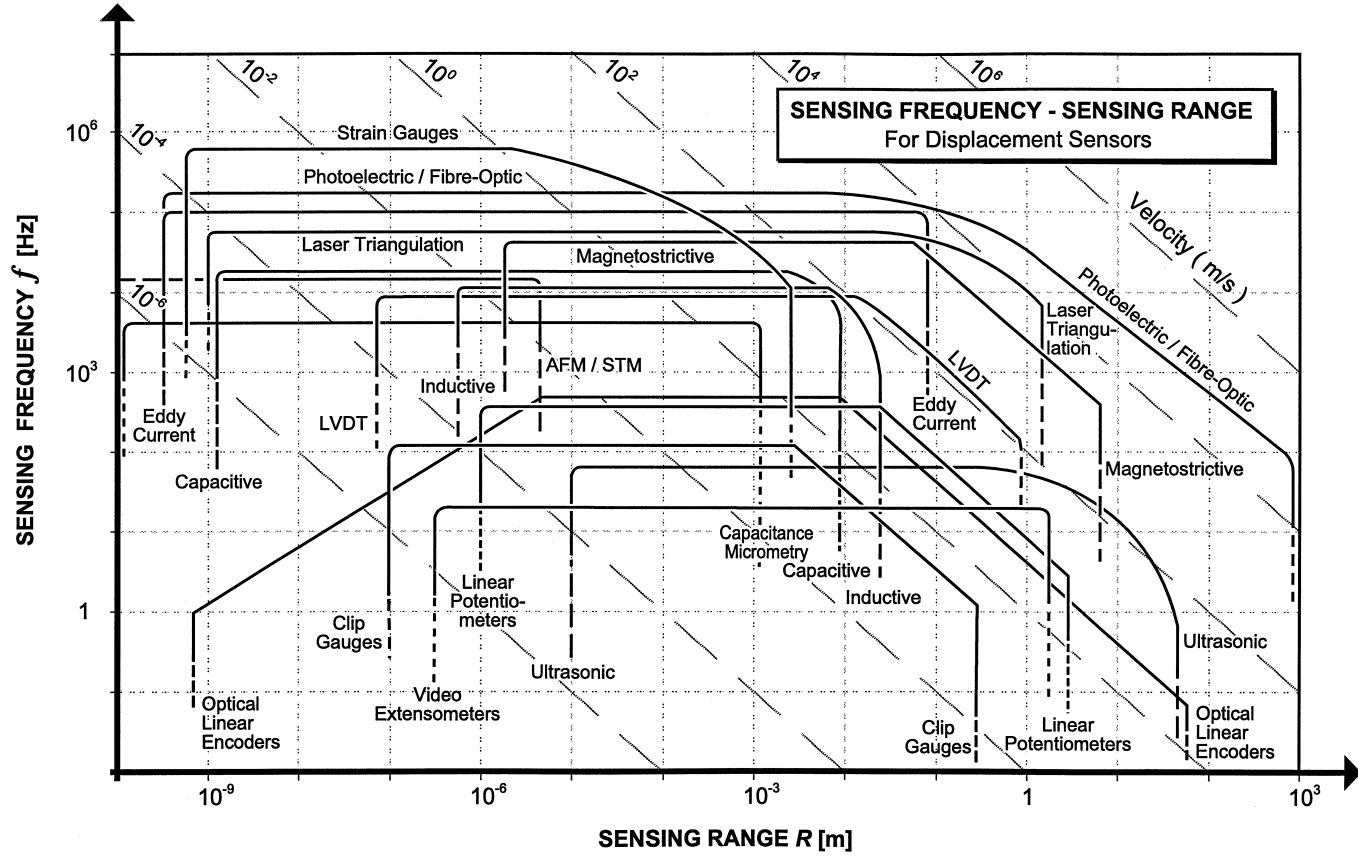 10-2
100
102
104
106
SENSING FREQUENCY - SENSING RANGE
For Displacement Sensors
106
10-4
Strain Gauges
Photoelectric / Fibre-Optic
Velocity ( m/s )
Laser Triangulation
Magnetostrictive
10-6
Photoelectric / Fibre-Optic
Laser
Triangu-
lation
103
AFM / STM
LVDT
Inductive
Eddy
Current
LVDT
Eddy
Current
Capacitive
Magnetostrictive
SENSING FREQUENCY f [Hz]
Capacitance
Micrometry
Capacitive
Inductive
Linear
Potentio-
meters
1
Clip
Gauges
Ultrasonic
Ultrasonic
Video
Extensometers
Optical
Linear
Encoders
Clip
Gauges
Linear
Potentiometers
Optical
Linear
Encoders
10-9
10-6
10-3
1
103
SENSING RANGE R [m]